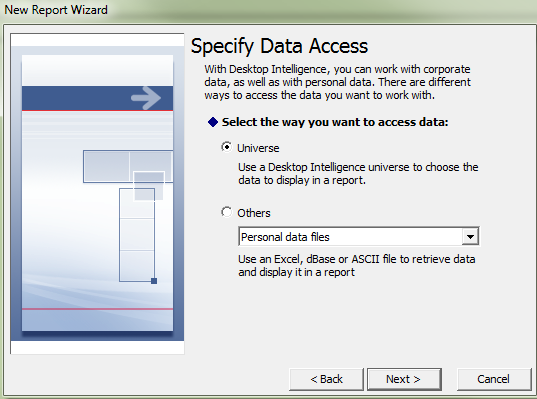 New Report Wizard
Specify Data Access
With Desktop Intelligence, you can work with corporate
data, as well as with personal data. There are different
ways to access the data you want to work with.
Select the way you want to access data:
Universe
Use a Desktop Intelligence universe to choose the
data to display in a report.
Others
Personal data files
Use an Excel, dBase or ASCII file to retrieve data
and display it in a report
< Back
Next >
Cancel